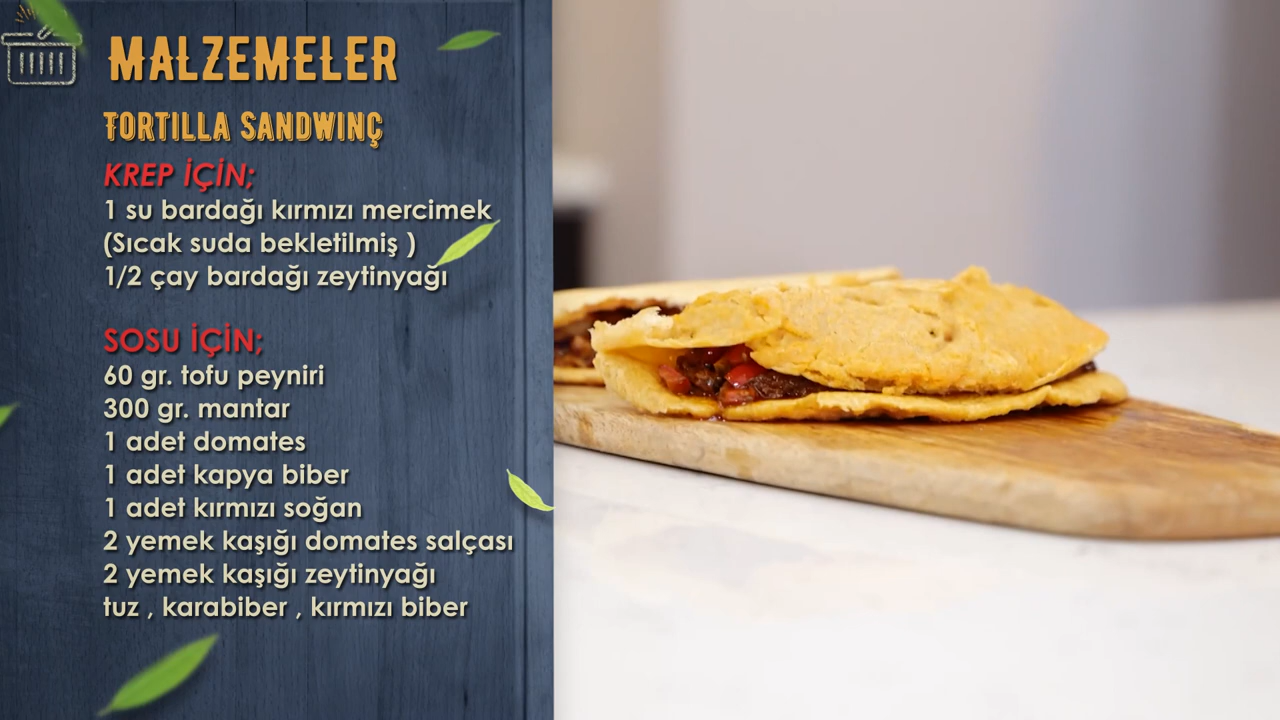 MALZEMELER
TORTILLA SANDWINÇ
KREP İÇİN;
1 su bardağı kırmızı mercimek
(Sıcak suda bekletilmiş )
1/2 çay bardağı zeytinyağı
SOSU İÇİN;
60 gr. tofu peyniri
300 gr. mantar
1 adet domates
1 adet kapya biber
1 adet kırmızı soğan
2 yemek kaşığı domates salçası
2 yemek kaşığı zeytinyağı
tuz , karabiber , kırmızı biber